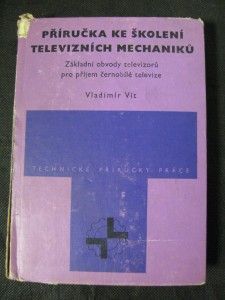 PŘÍRUČKA KE ŠKOLENÍ
TELEVIZNÍCH MECHANIKŮ
Základní obvody televizorů
pro příjem černobílé televize
Vladimír Vít
TECHNICKÉ PŘÍRUČKY PRÁCE